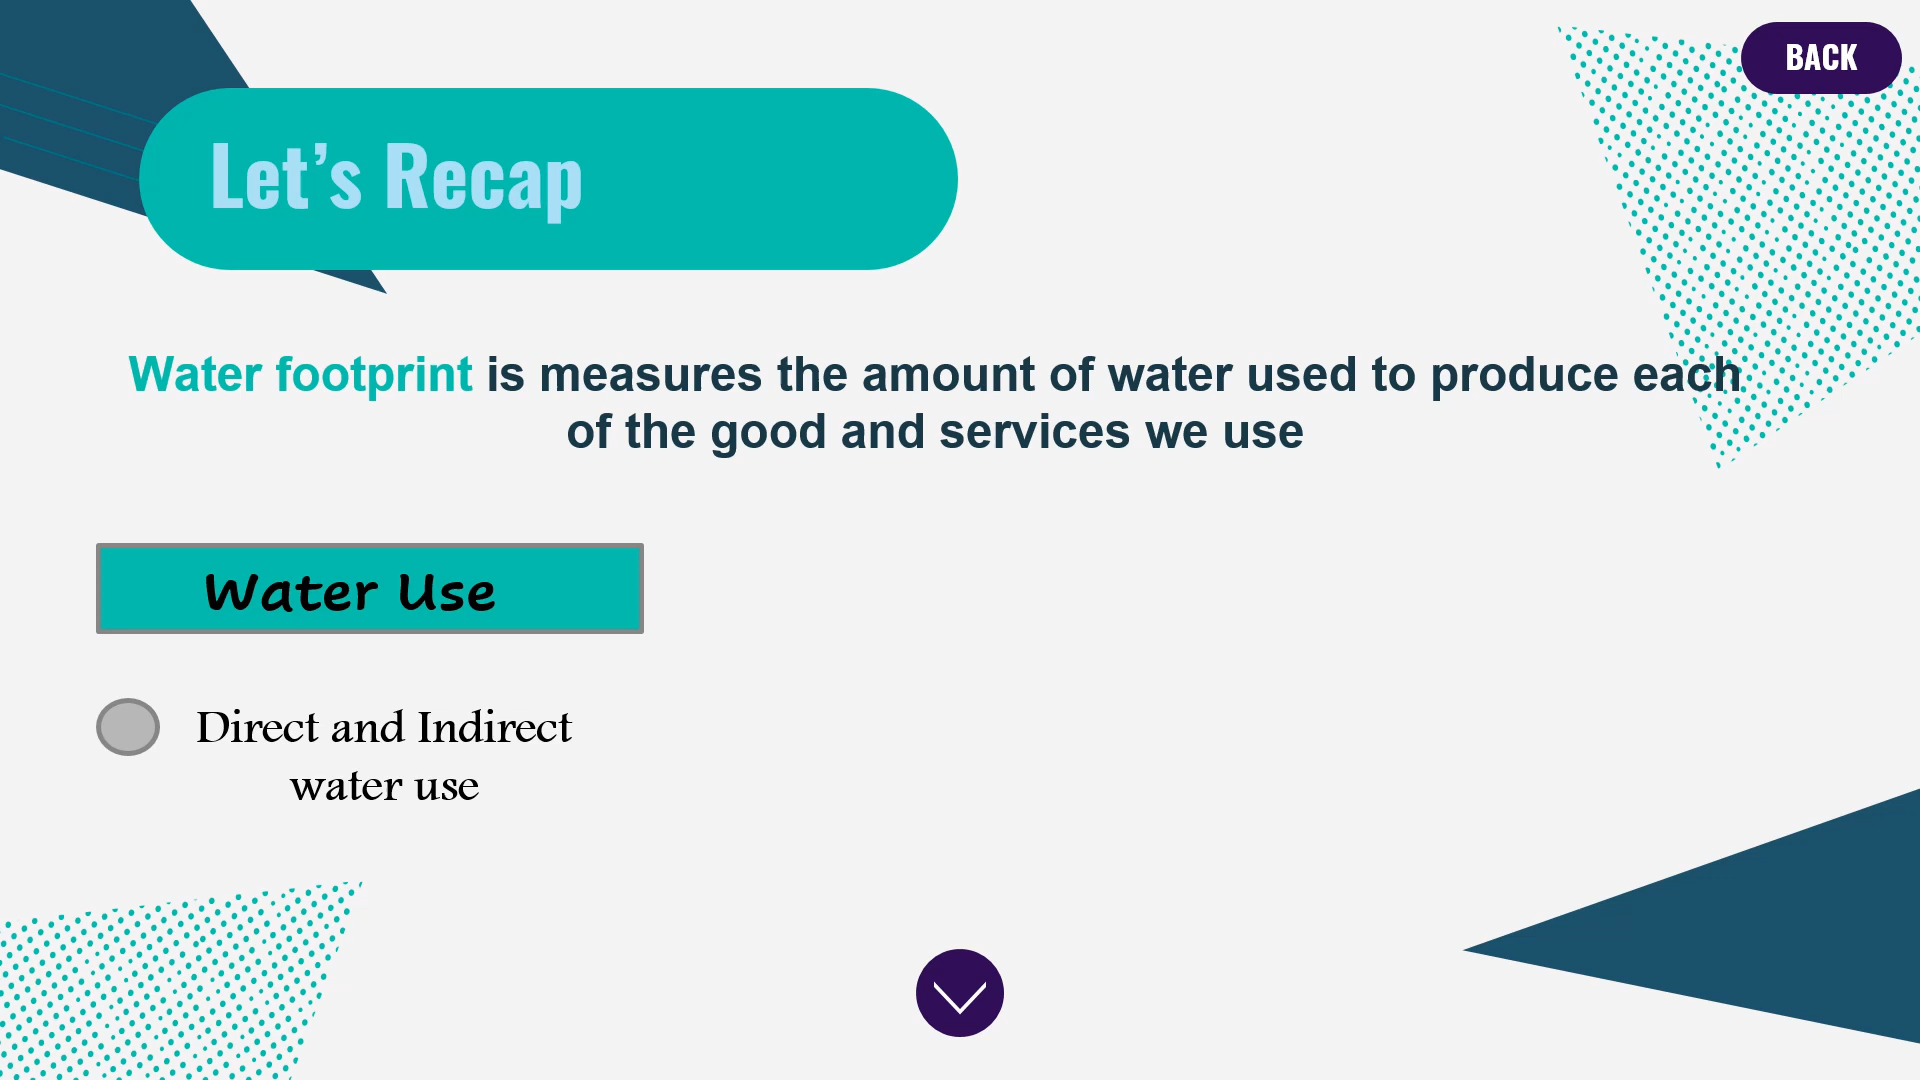 BACK
Let’s Recap
Water footprint is measures the amount of water used to produce each
of the good and services we use
Water Use
Direct and Indirect
water use